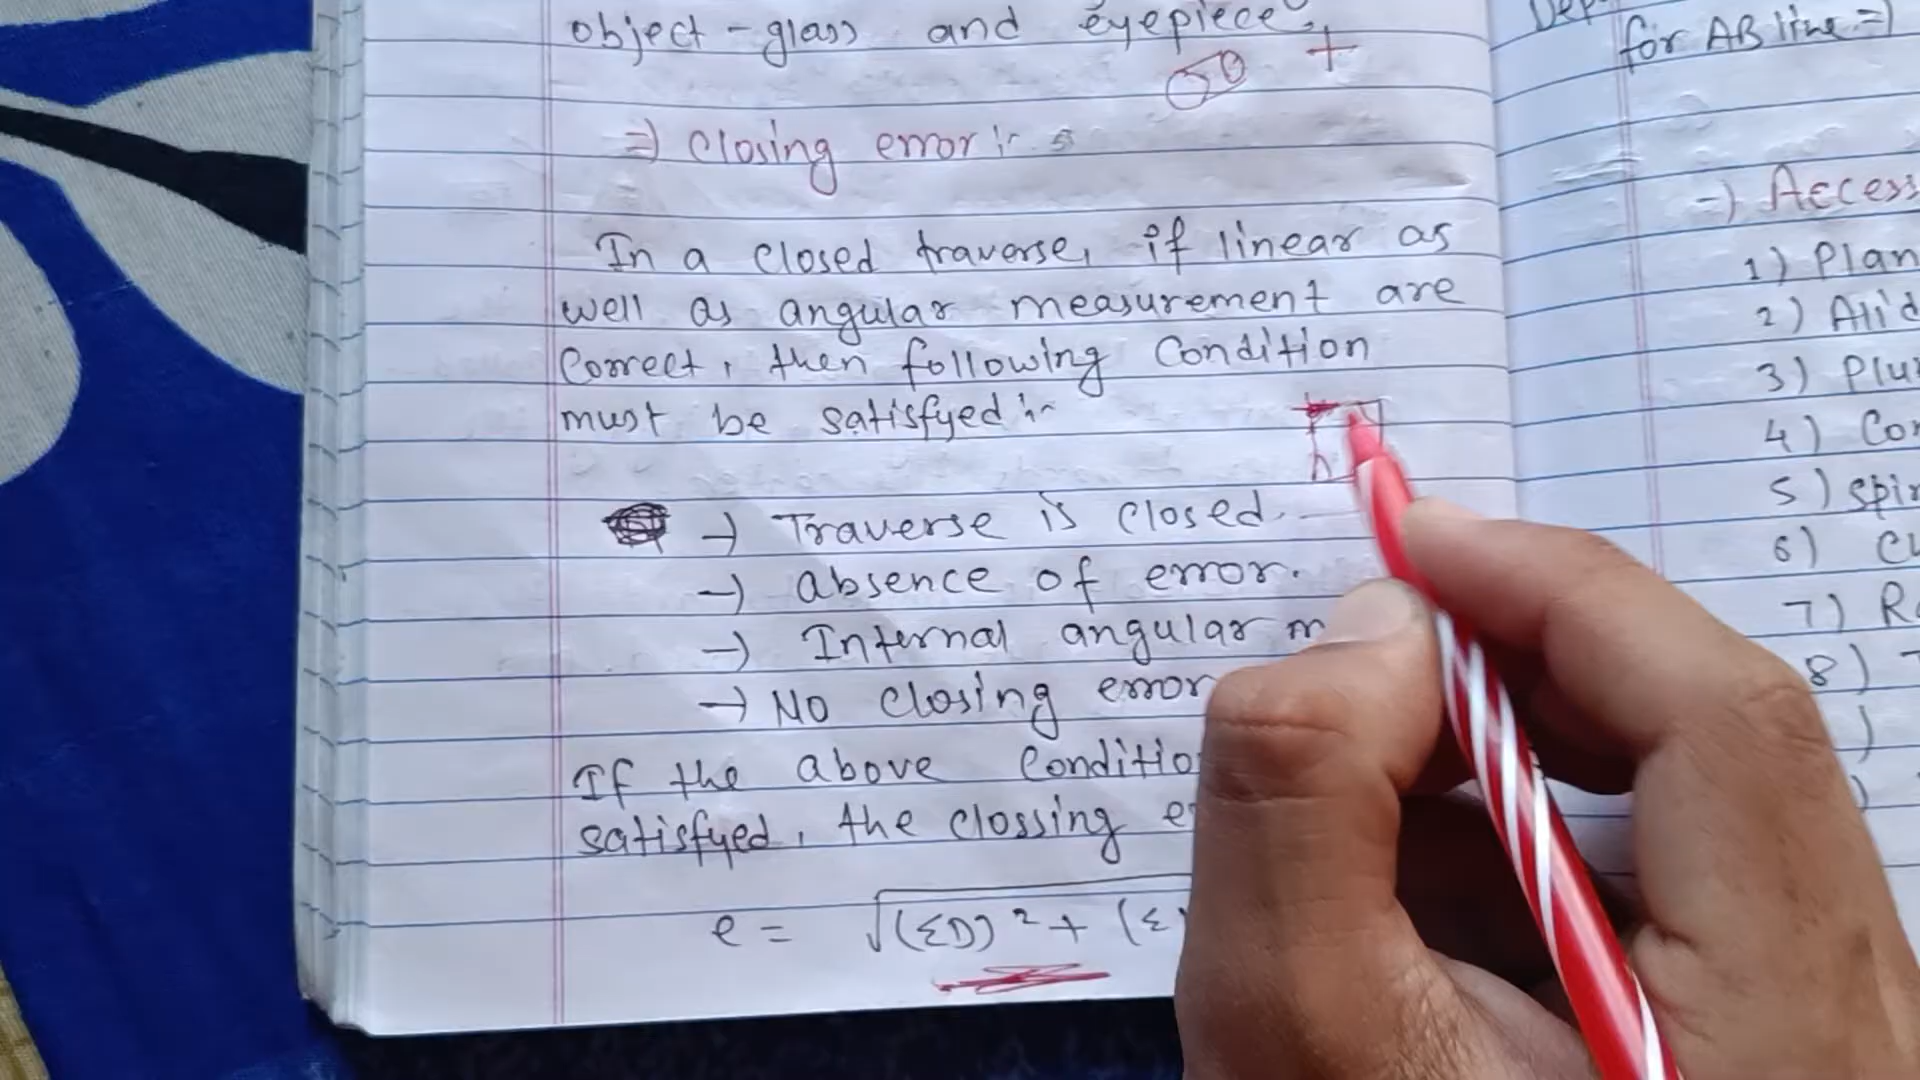 object-glass and eyepiece.
=) closing error :-
In a closed traverse, if linear as
well as angular measurement are
correct, then following condition
must be satisfyed :-
→ Traverse is closed.
→ absence of error.
→ Internal angular m
→ No closing error
If the above conditio
satisfyed, the clossing e
e = √(ΣD)² + (Σ
for AB line =)
→) Access
1) Plan
2) Alid
3) Plu
4) Co
5) spi
6) C
7) R
8) T